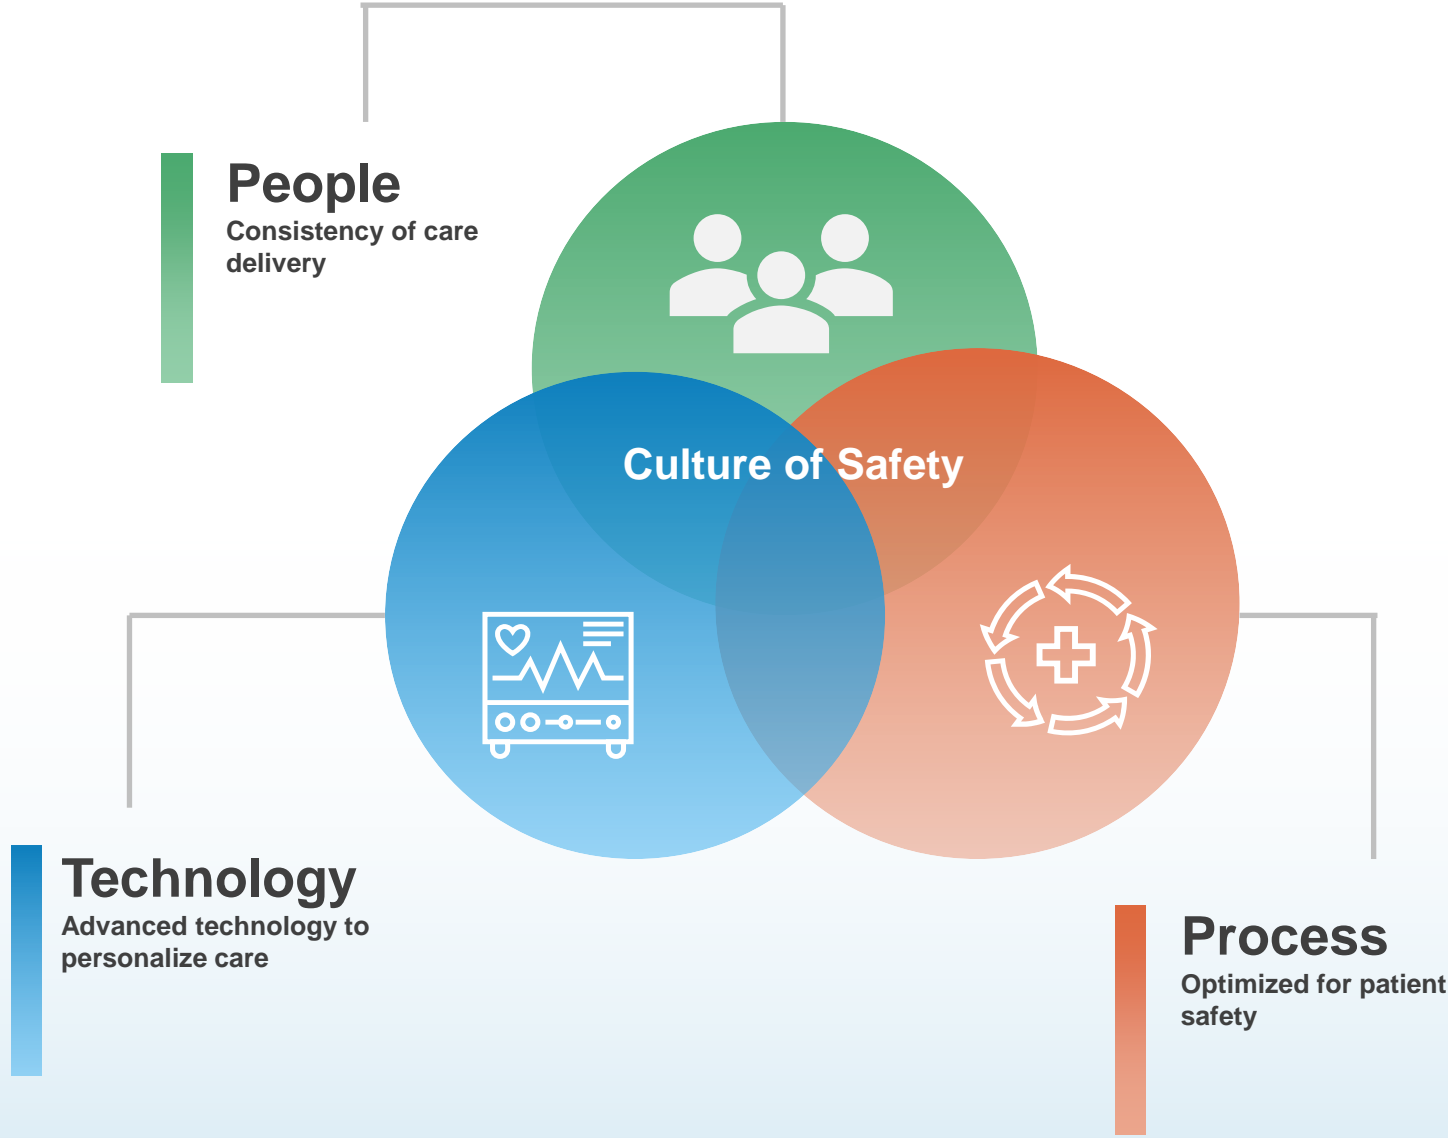 People
Consistency of care
delivery
Culture of Safety
Technology
Advanced technology to
personalize care
Process
Optimized for patient
safety